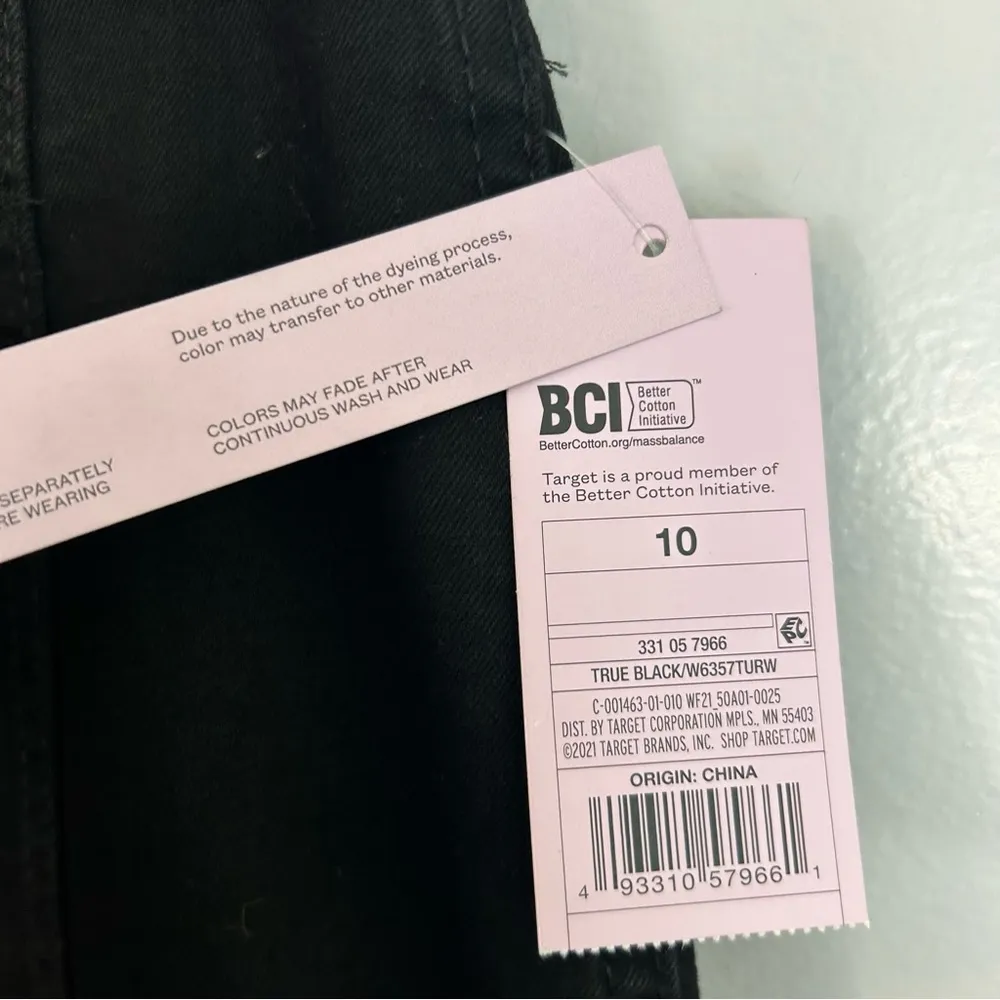 Due to the nature of the dyeing process,
color may transfer to other materials.
COLORS MAY FADE AFTER
CONTINUOUS WASH AND WEAR
SEPARATELY
RE WEARING
BCI Better
Cotton
Initiative™
BetterCotton.org/massbalance
Target is a proud member of
the Better Cotton Initiative.
10
EPC
331 05 7966
TRUE BLACK/W6357TURW
C-001463-01-010 WF21_50A01-0025
DIST. BY TARGET CORPORATION MPLS., MN 55403
©2021 TARGET BRANDS, INC. SHOP TARGET.COM
ORIGIN: CHINA
4 93310 57966 1